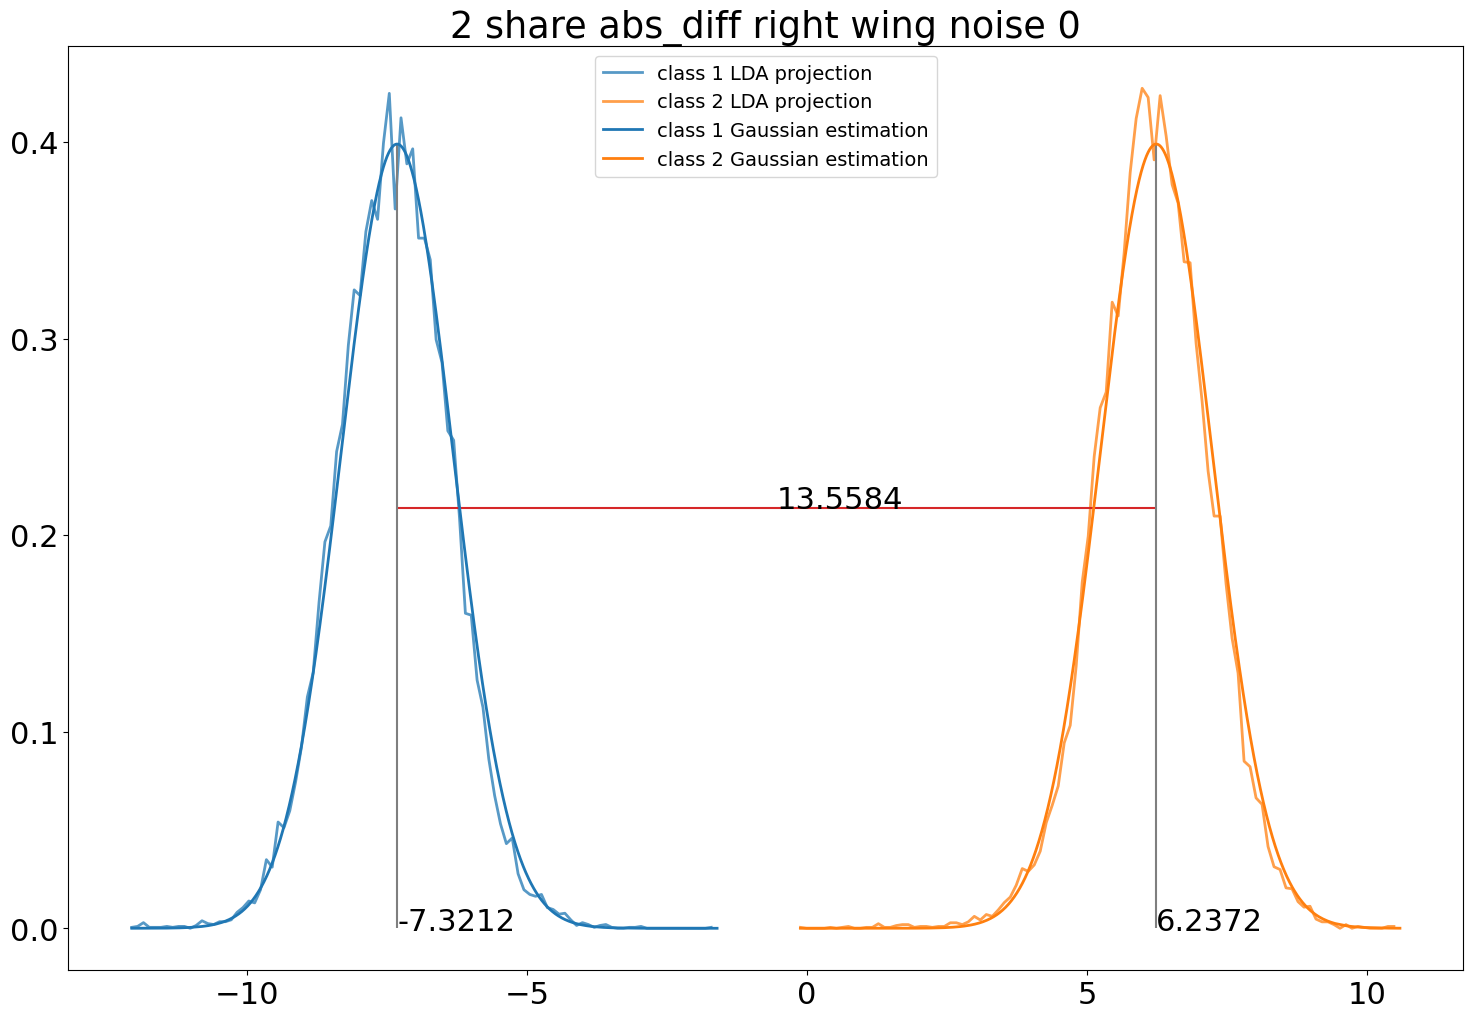 2 share abs_diff right wing noise 0
class 1 LDA projection
class 2 LDA projection
class 1 Gaussian estimation
class 2 Gaussian estimation
0.4
0.3
0.2
0.1
0.0
13.5584
-7.3212
6.2372
−10
−5
0
5
10